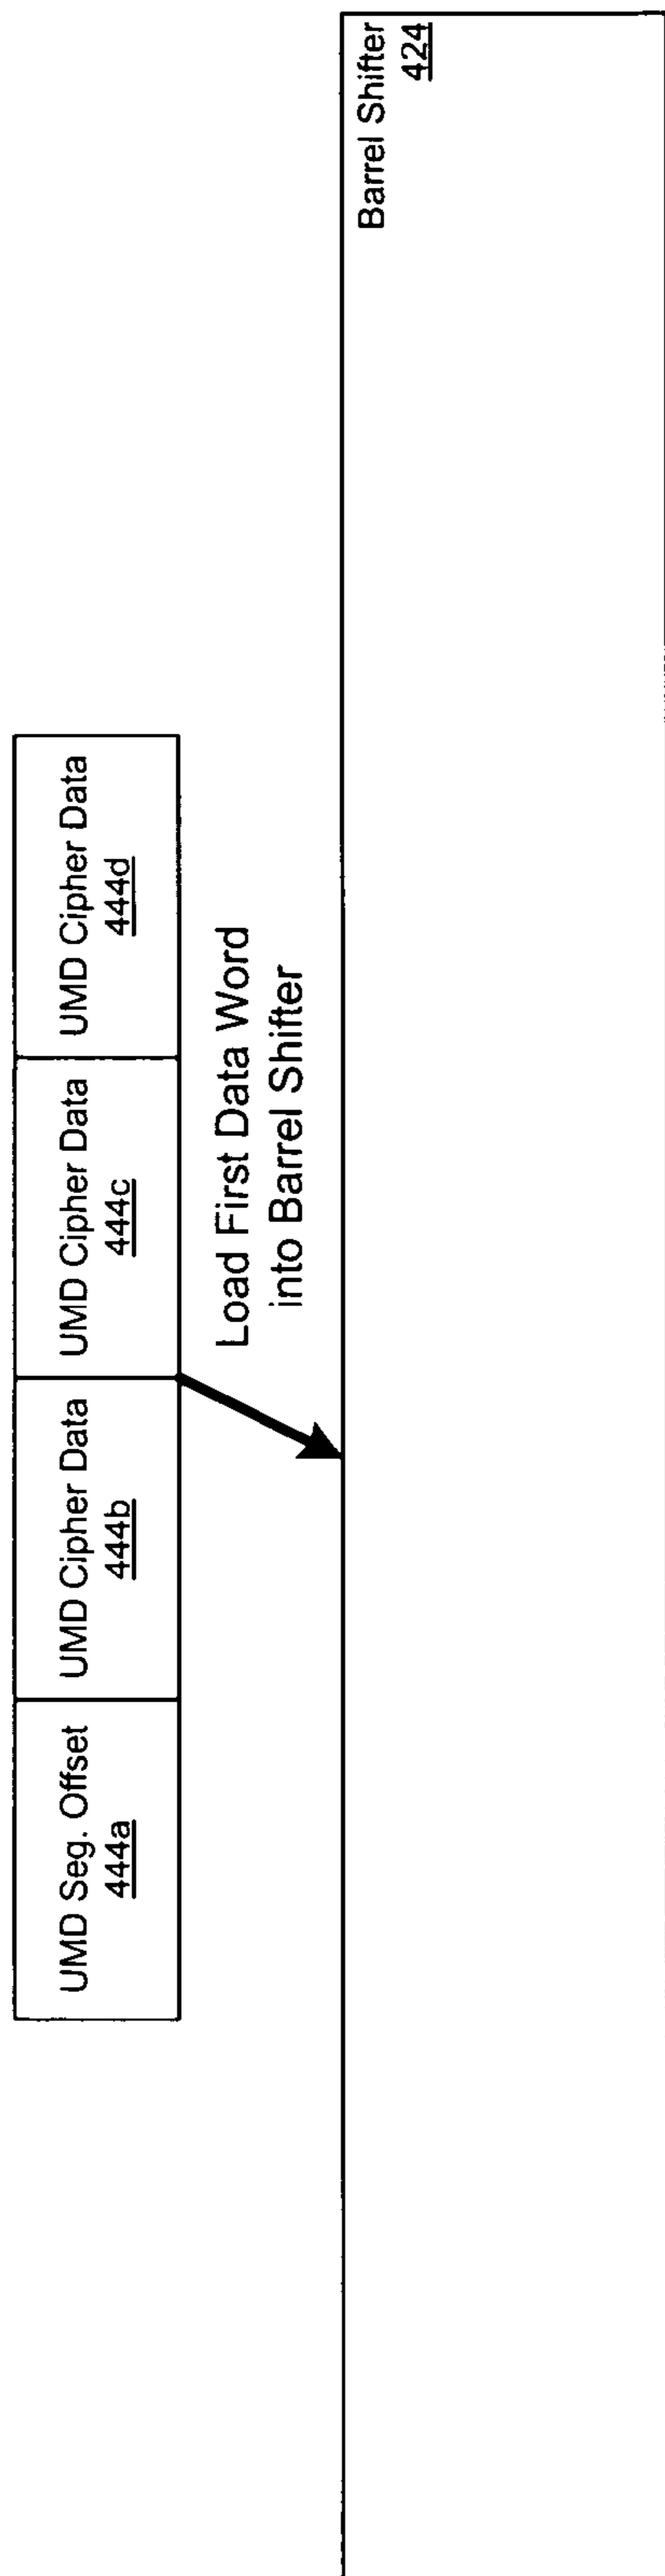 UMD Seg. Offset
444a
UMD Cipher Data
444b
UMD Cipher Data
444c
UMD Cipher Data
444d
Load First Data Word
into Barrel Shifter
Barrel Shifter
424